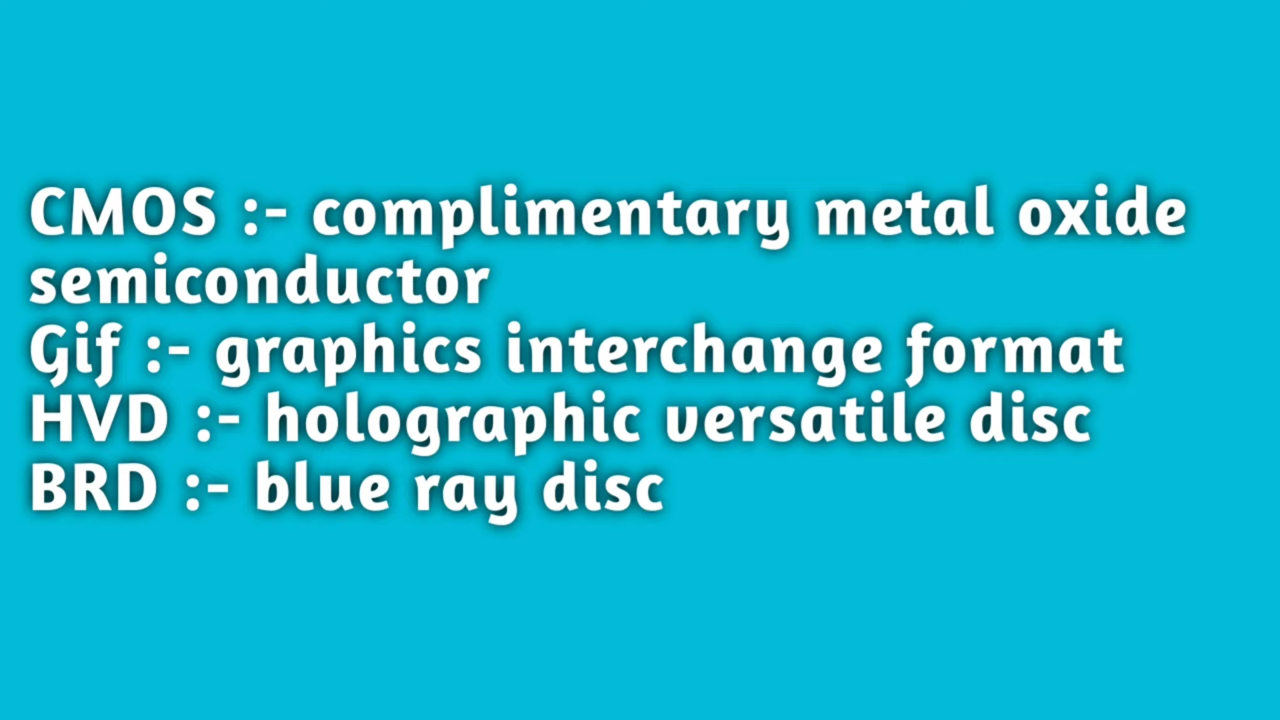 CMOS :- complimentary metal oxide
semiconductor
Gif :- graphics interchange format
HVD :- holographic versatile disc
BRD :- blue ray disc